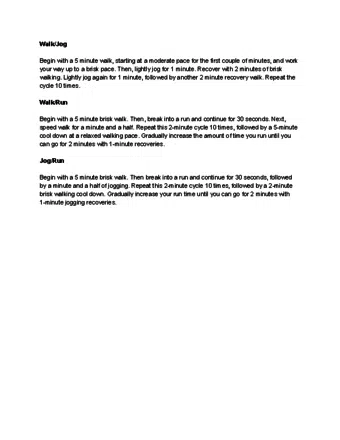 Walk/Jog
Begin with a 5 minute walk, starting at a moderate pace for the first couple of minutes, and work
your way up to a brisk pace. Then, lightly jog for 1 minute. Recover with 2 minutes of brisk
walking. Lightly jog again for 1 minute, followed by another 2 minute recovery walk. Repeat the
cycle 10 times.
Walk/Run
Begin with a 5 minute brisk walk. Then, break into a run and continue for 30 seconds. Next,
speed walk for a minute and a half. Repeat this 2-minute cycle 10 times, followed by a 5-minute
cool down at a relaxed walking pace. Gradually increase the amount of time you run until you
can go for 2 minutes with 1-minute recoveries.
Jog/Run
Begin with a 5 minute brisk walk. Then break into a run and continue for 30 seconds, followed
by a minute and a half of jogging. Repeat this 2-minute cycle 10 times, followed by a 2-minute
brisk walking cool down. Gradually increase your run time until you can go for 2 minutes with
1-minute jogging recoveries.